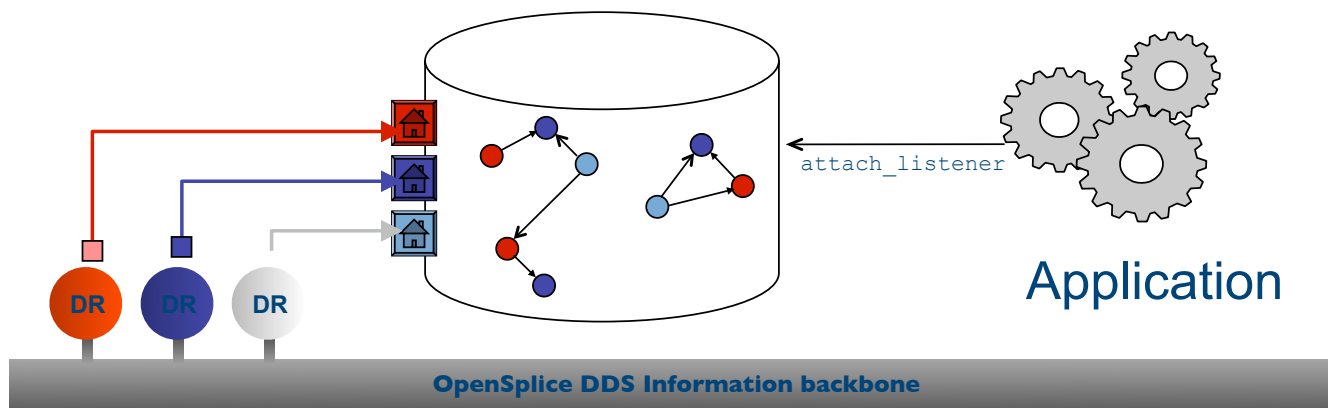 attach_listener
Application
DR
DR
DR
OpenSplice DDS Information backbone